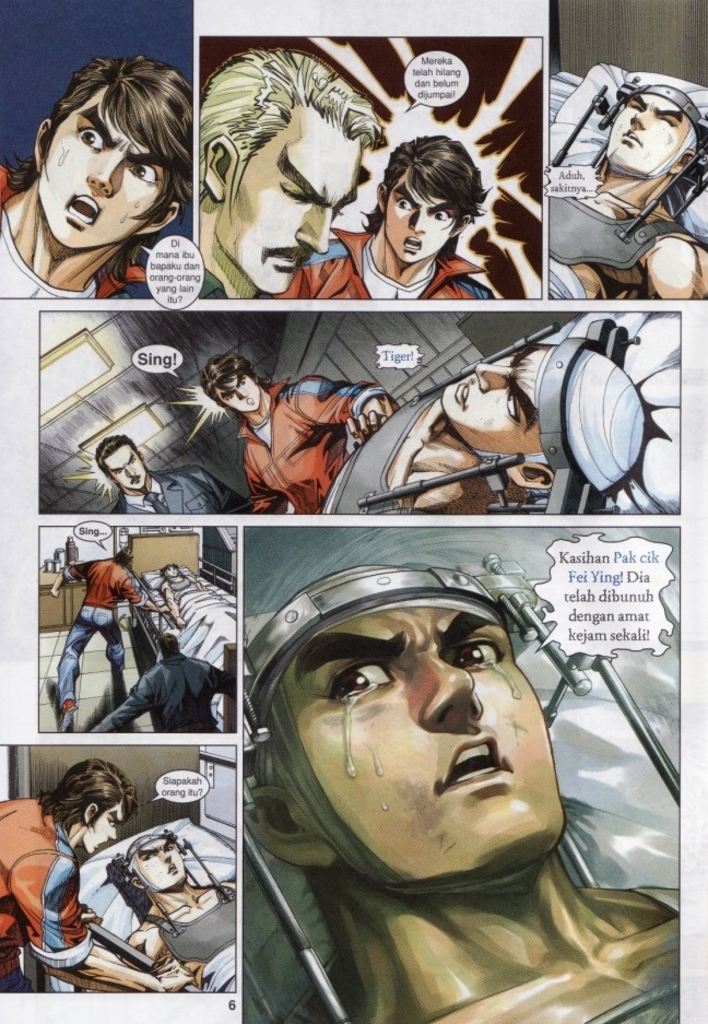 Di
mana ibu
bapaku dan
orang-orang
yang lain
itu?
Mereka
telah hilang
dan belum
dijumpai!
Aduh,
sakitnya...
Sing!
Tiger!
Sing...
Kasihan Pak cik
Fei Ying! Dia
telah dibunuh
dengan amat
kejam sekali!
Siapakah
orang itu?
6